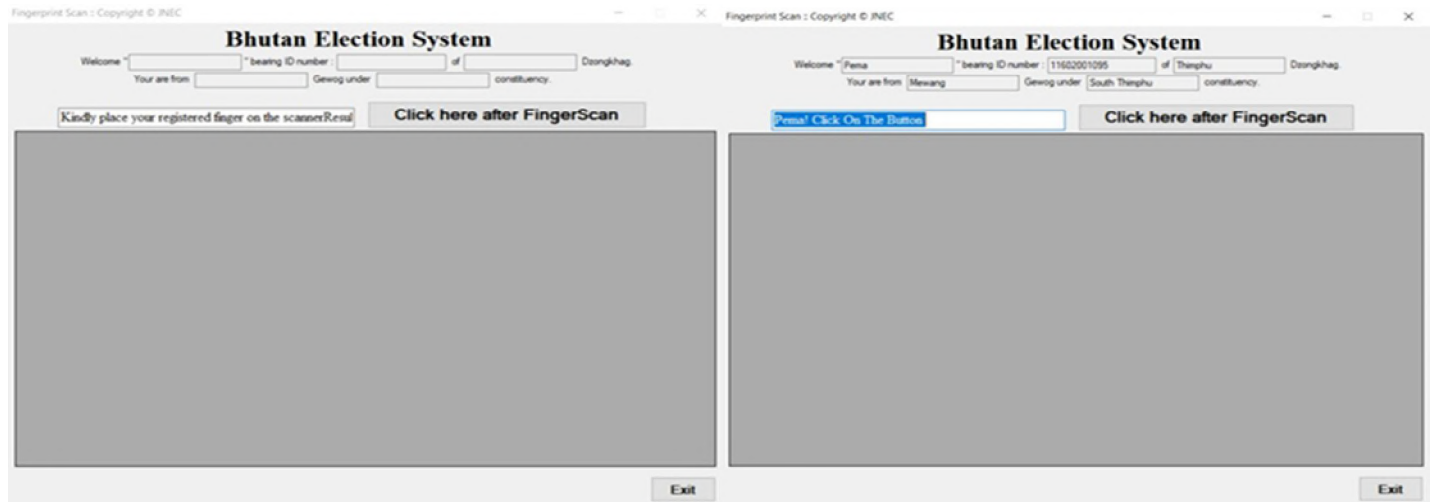 Fingerprint Scan :: Copyright © JNEC
Bhutan Election System
Welcome " " bearing ID number : of Dzongkhag.
Your are from Gewog under constituency.
Kindly place your registered finger on the scannerResul
Click here after FingerScan
Exit
Fingerprint Scan :: Copyright © JNEC
Bhutan Election System
Welcome " Pema " bearing ID number : 11602001095 of Thimphu Dzongkhag.
Your are from Mewang Gewog under South Thimphu constituency.
Pema! Click On The Button
Click here after FingerScan
Exit